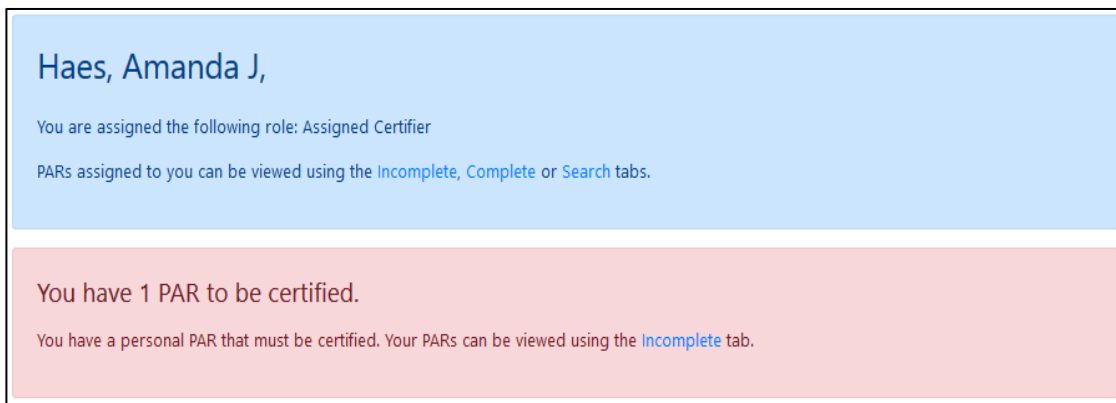 Haes, Amanda J,
You are assigned the following role: Assigned Certifier
PARs assigned to you can be viewed using the Incomplete, Complete or Search tabs.
You have 1 PAR to be certified.
You have a personal PAR that must be certified. Your PARs can be viewed using the Incomplete tab.